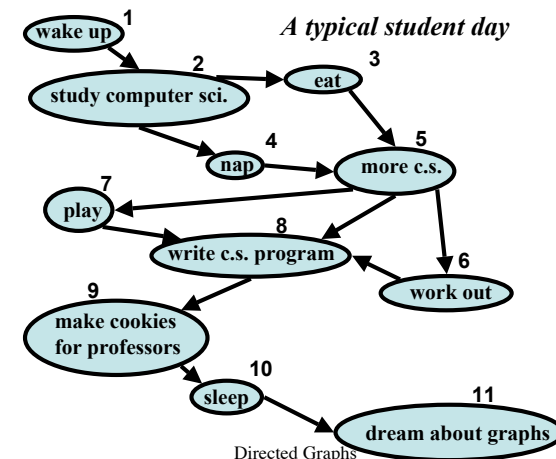 A typical student day
wake up 1
2
study computer sci.
3
eat
4
nap
5
more c.s.
7
play
8
write c.s. program
6
work out
9
make cookies
for professors
10
sleep
11
dream about graphs
Directed Graphs